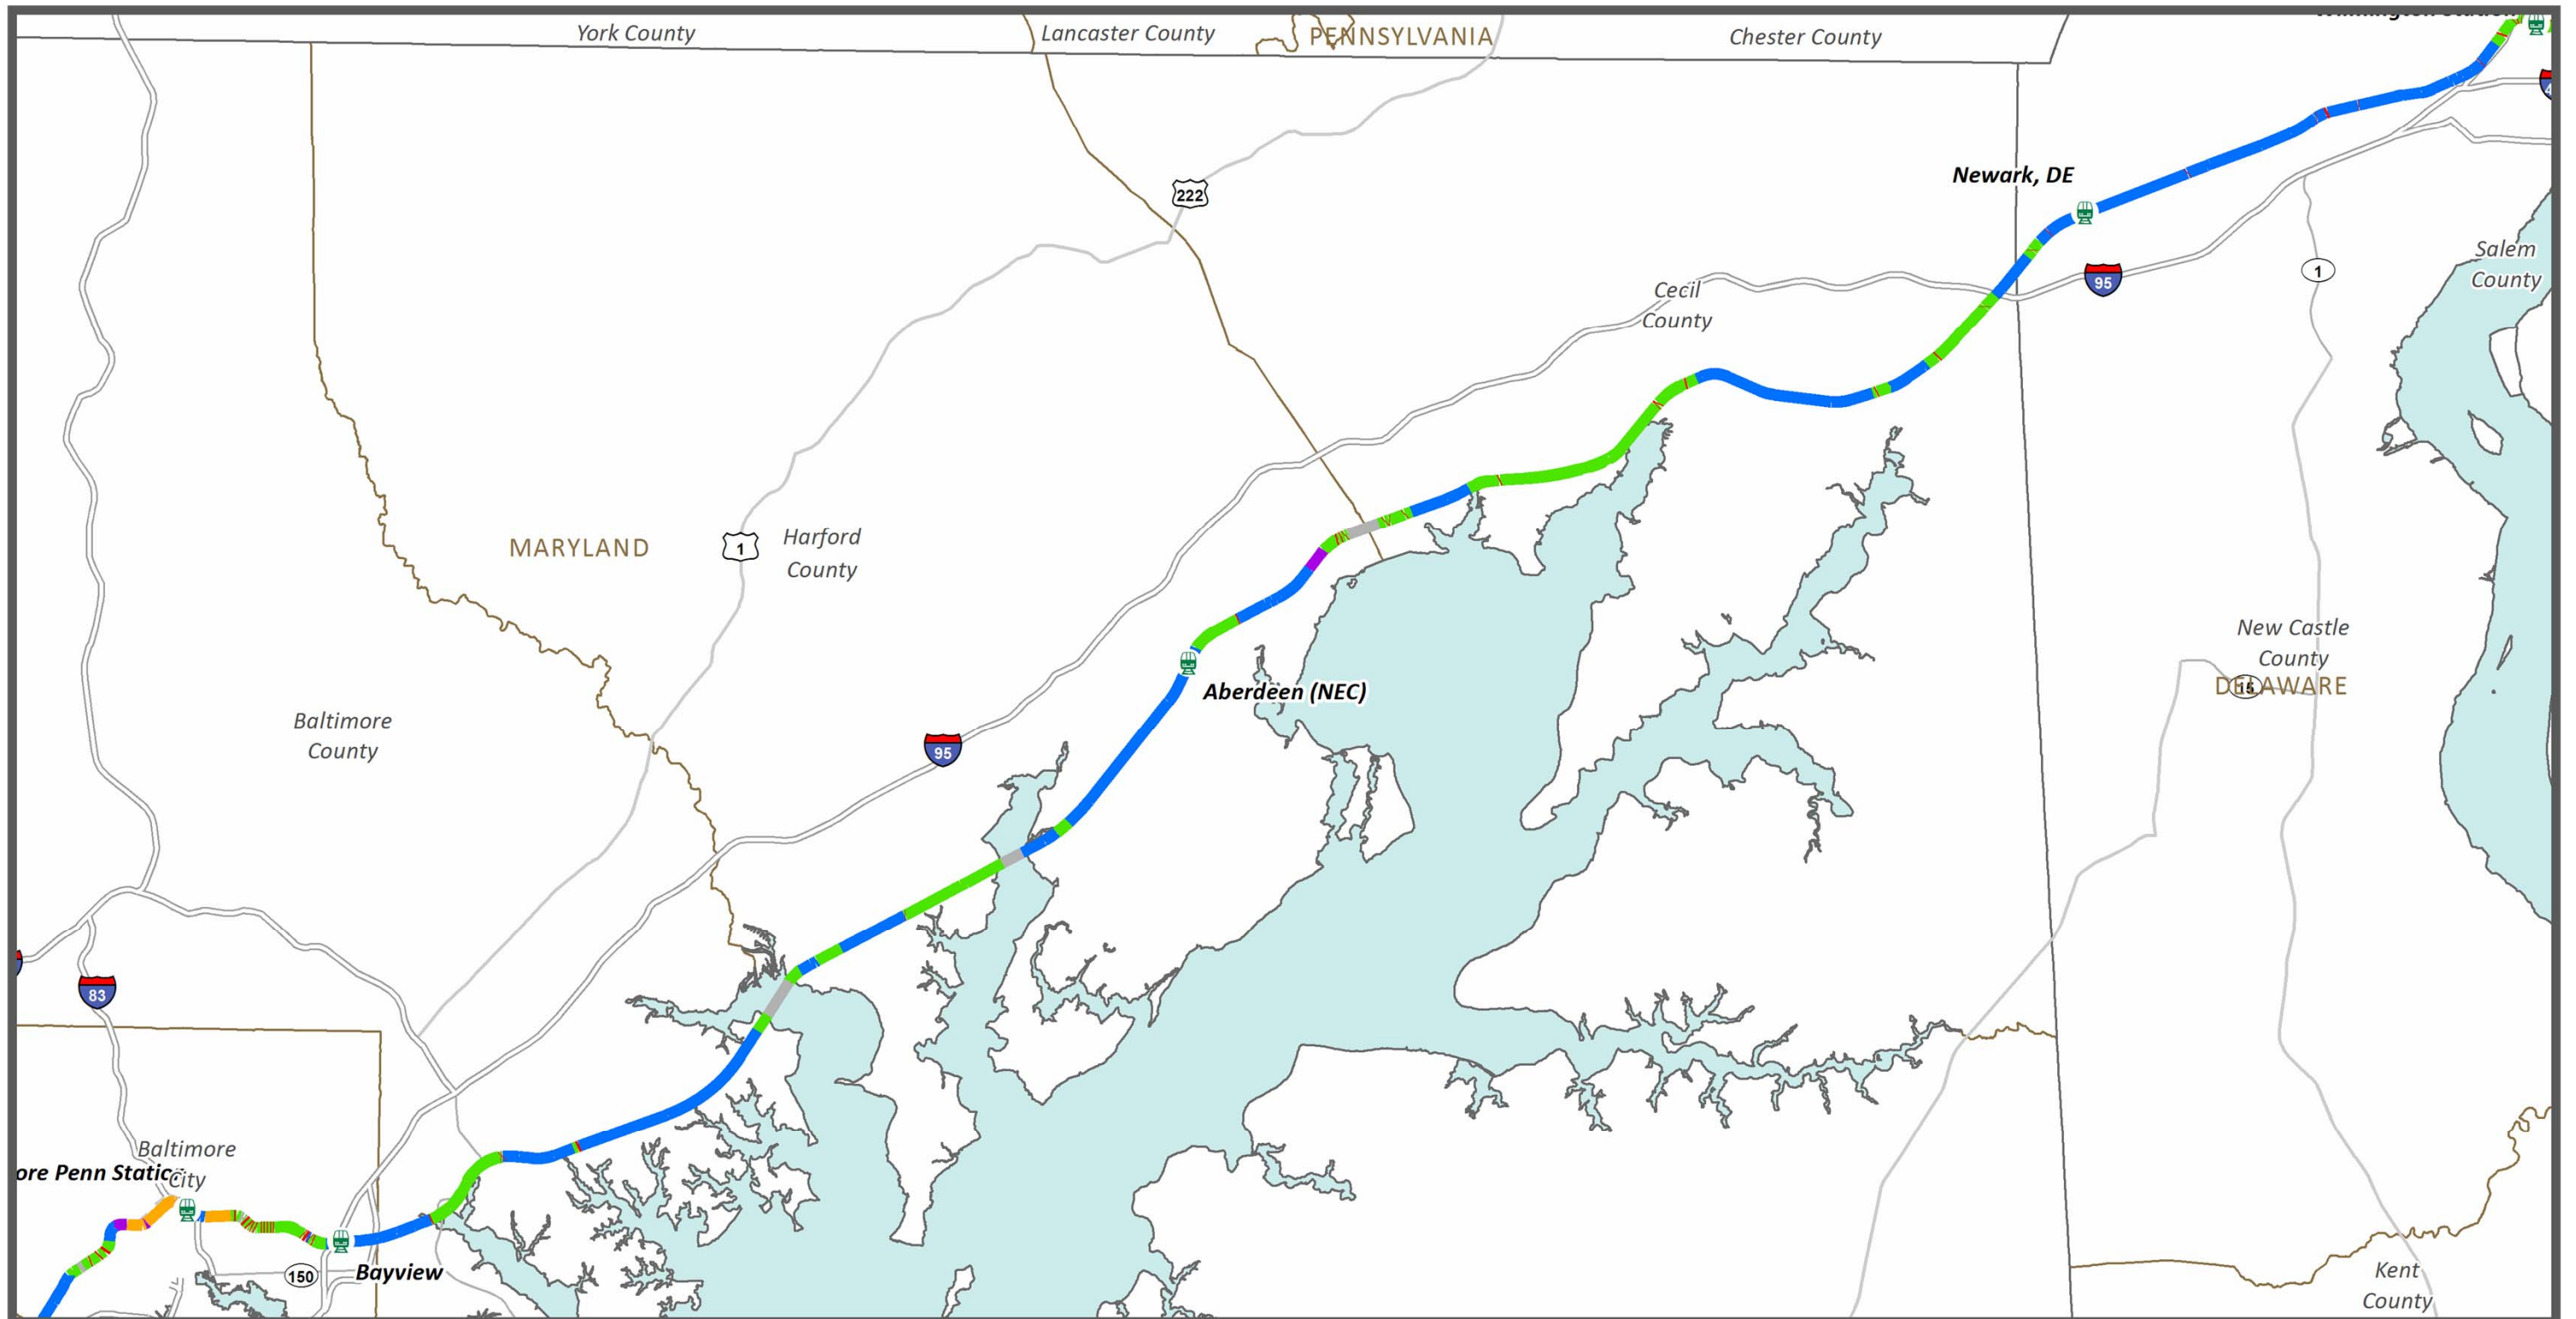 York County
Lancaster County
PENNSYLVANIA
Chester County
222
Newark, DE
Salem
County
95
1
Cecil
County
MARYLAND
1
Harford
County
New Castle
County
DELAWARE
15
Aberdeen (NEC)
Baltimore
County
95
83
Baltimore
City
ore Penn Static
150
Bayview
Kent
County